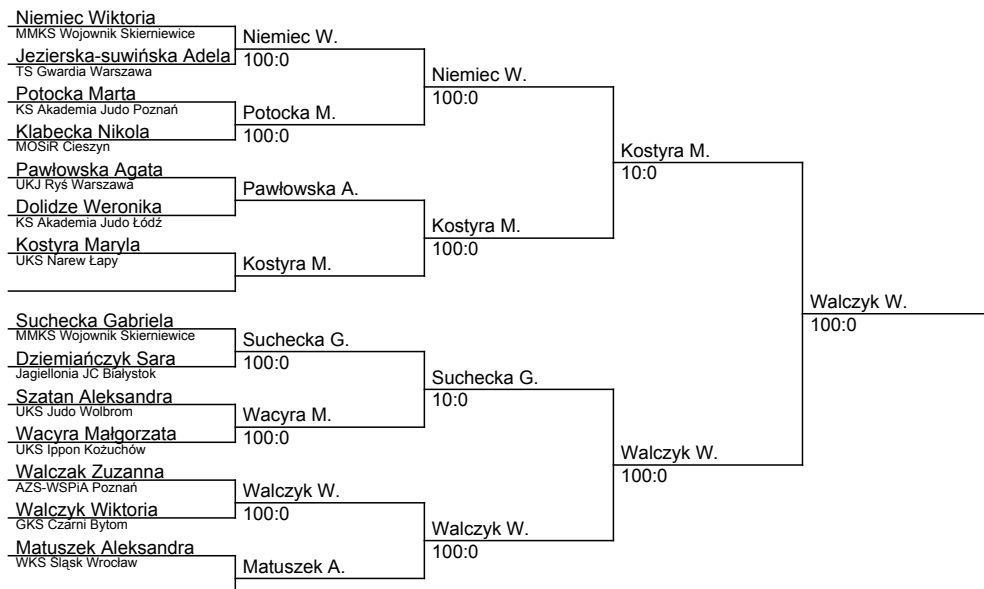 Niemiec Wiktoria
MMKS Wojownik Skierniewice
Jezierska-suwińska Adela
TS Gwardia Warszawa
Potocka Marta
KS Akademia Judo Poznań
Klabecka Nikola
MOSiR Cieszyn
Pawłowska Agata
UKJ Ryś Warszawa
Dolidze Weronika
KS Akademia Judo Łódź
Kostyra Maryla
UKS Narew Łapy
Suchecka Gabriela
MMKS Wojownik Skierniewice
Dziemiańczyk Sara
Jagiellonia JC Białystok
Szatan Aleksandra
UKS Judo Wolbrom
Wacyra Małgorzata
UKS Ippon Kożuchów
Walczak Zuzanna
AZS-WSPiA Poznań
Walczyk Wiktoria
GKS Czarni Bytom
Matuszek Aleksandra
WKS Śląsk Wrocław
Niemiec W.
100:0
Potocka M.
100:0
Pawłowska A.
Kostyra M.
Suchecka G.
100:0
Wacyra M.
100:0
Walczyk W.
100:0
Matuszek A.
Niemiec W.
100:0
Kostyra M.
100:0
Suchecka G.
10:0
Walczyk W.
100:0
Kostyra M.
10:0
Walczyk W.
100:0
Walczyk W.
100:0